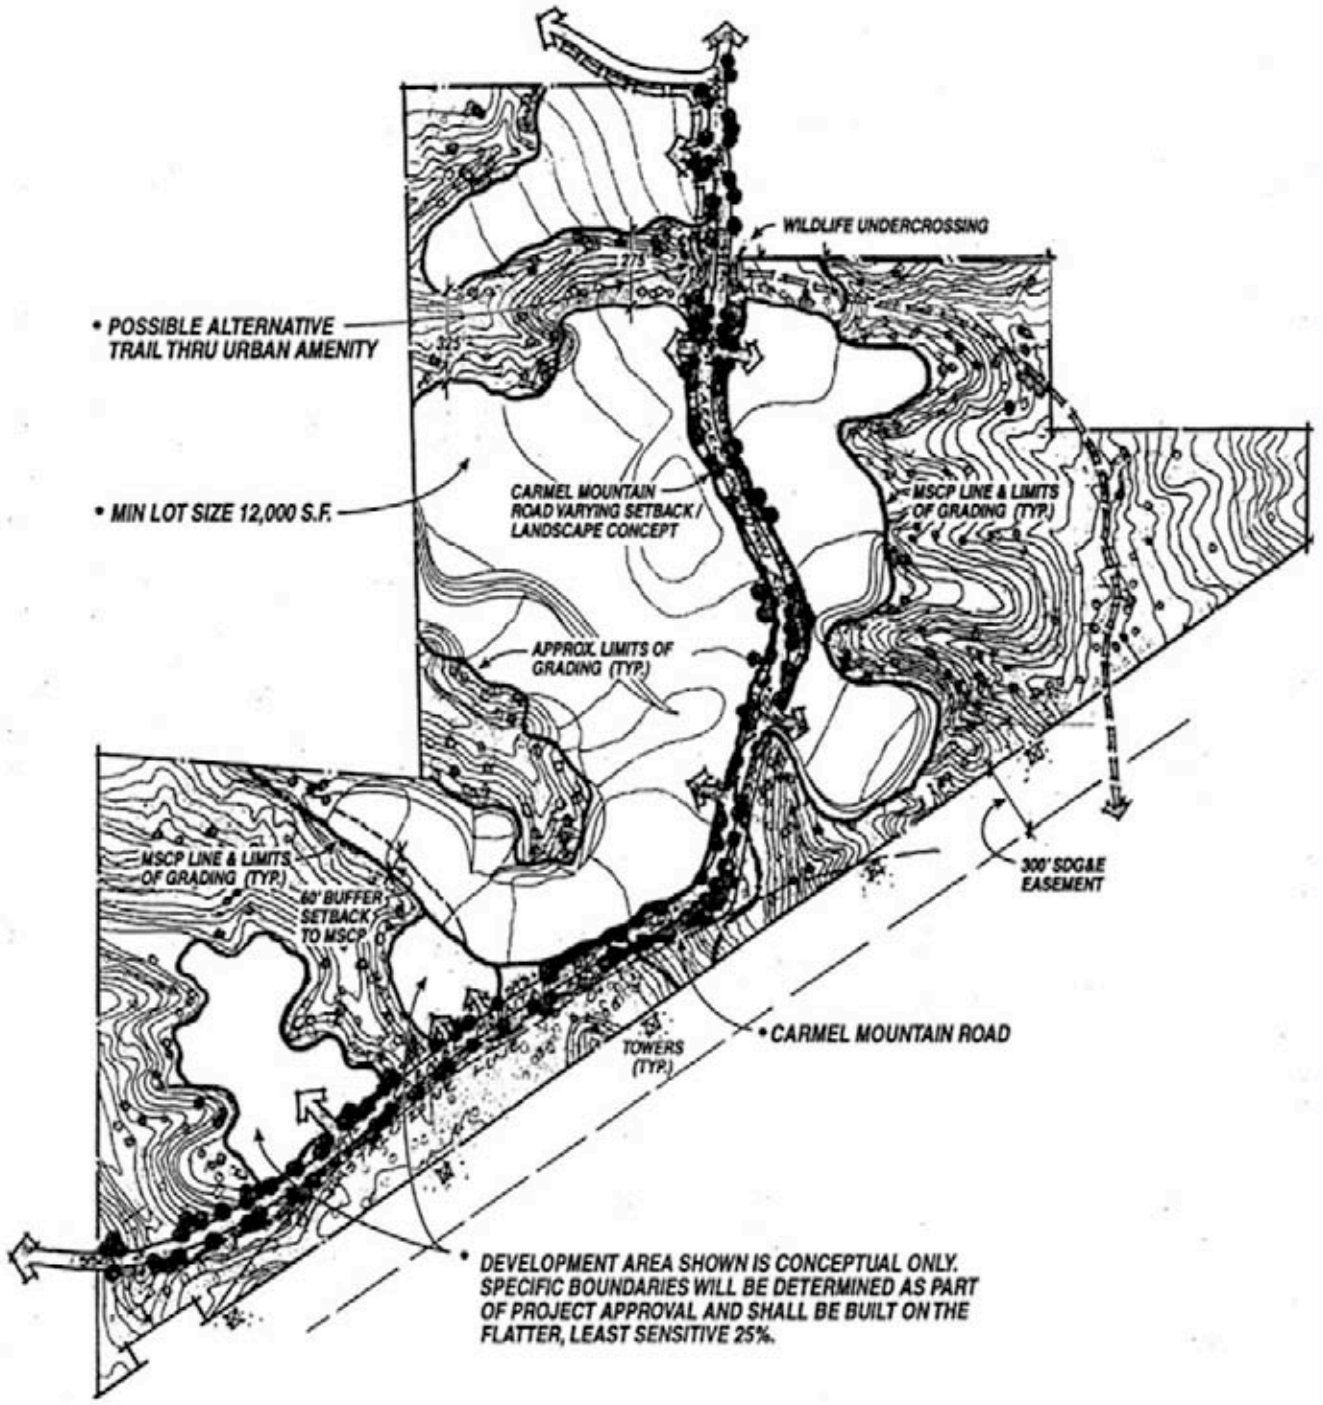 WILDLIFE UNDERCROSSING
275'
• POSSIBLE ALTERNATIVE
TRAIL THRU URBAN AMENITY
325'
• MIN LOT SIZE 12,000 S.F.
CARMEL MOUNTAIN
ROAD VARYING SETBACK /
LANDSCAPE CONCEPT
MSCP LINE & LIMITS
OF GRADING (TYP.)
APPROX. LIMITS OF
GRADING (TYP.)
MSCP LINE & LIMITS
OF GRADING (TYP.)
60' BUFFER
SETBACK
TO MSCP
300' SDG&E
EASEMENT
• CARMEL MOUNTAIN ROAD
TOWERS
(TYP.)
• DEVELOPMENT AREA SHOWN IS CONCEPTUAL ONLY.
SPECIFIC BOUNDARIES WILL BE DETERMINED AS PART
OF PROJECT APPROVAL AND SHALL BE BUILT ON THE
FLATTER, LEAST SENSITIVE 25%.